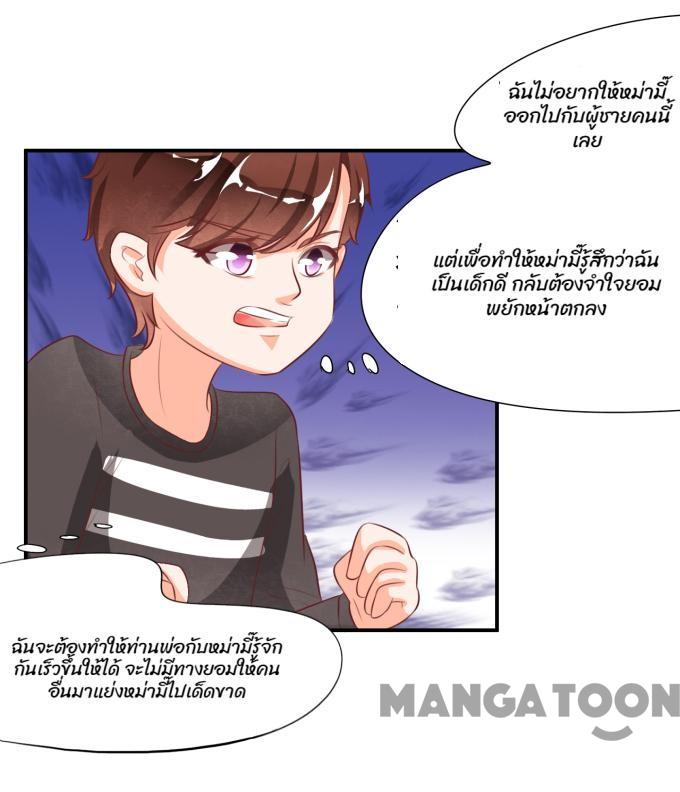 ฉันไม่อยากให้หม่ามี๊
ออกไปกับผู้ชายคนนี้
เลย
แต่เพื่อทำให้หม่ามี๊รู้สึกว่าฉัน
เป็นเด็กดี กลับต้องจำใจยอม
พยักหน้าตกลง
ฉันจะต้องทำให้ท่านพ่อกับหม่ามี๊รู้จัก
กันเร็วขึ้นให้ได้ จะไม่มีทางยอมให้คน
อื่นมาแย่งหม่ามี๊ไปเด็ดขาด
MANGATOON